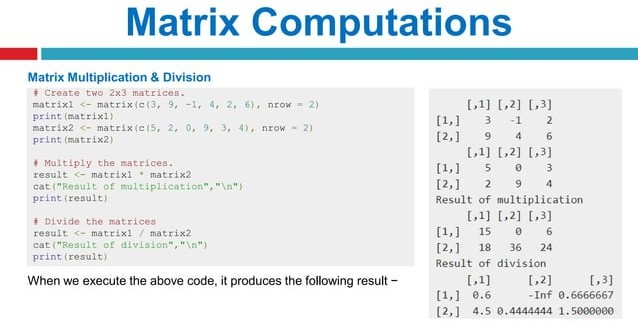 Matrix Computations
Matrix Multiplication & Division
# Create two 2x3 matrices.
matrix1 <- matrix(c(3, 9, -1, 4, 2, 6), nrow = 2)
print(matrix1)
matrix2 <- matrix(c(5, 2, 0, 9, 3, 4), nrow = 2)
print(matrix2)
# Multiply the matrices.
result <- matrix1 * matrix2
cat("Result of multiplication","\n")
print(result)
# Divide the matrices
result <- matrix1 / matrix2
cat("Result of division","\n")
print(result)
When we execute the above code, it produces the following result −
[,1] [,2] [,3]
[1,] 3 -1 2
[2,] 9 4 6
[,1] [,2] [,3]
[1,] 5 0 3
[2,] 2 9 4
Result of multiplication
[,1] [,2] [,3]
[1,] 15 0 6
[2,] 18 36 24
Result of division
[,1] [,2] [,3]
[1,] 0.6 -Inf 0.6666667
[2,] 4.5 0.4444444 1.5000000